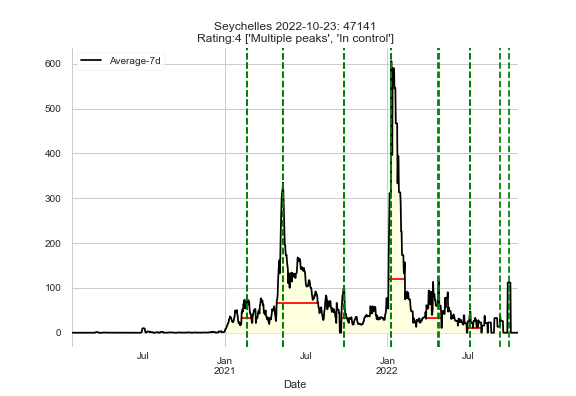 Seychelles 2022-10-23: 47141
Rating:4 ['Multiple peaks', 'In control']
Average-7d
600
500
400
300
200
100
0
Jul
Jan
2021
Jul
Jan
2022
Jul
Date